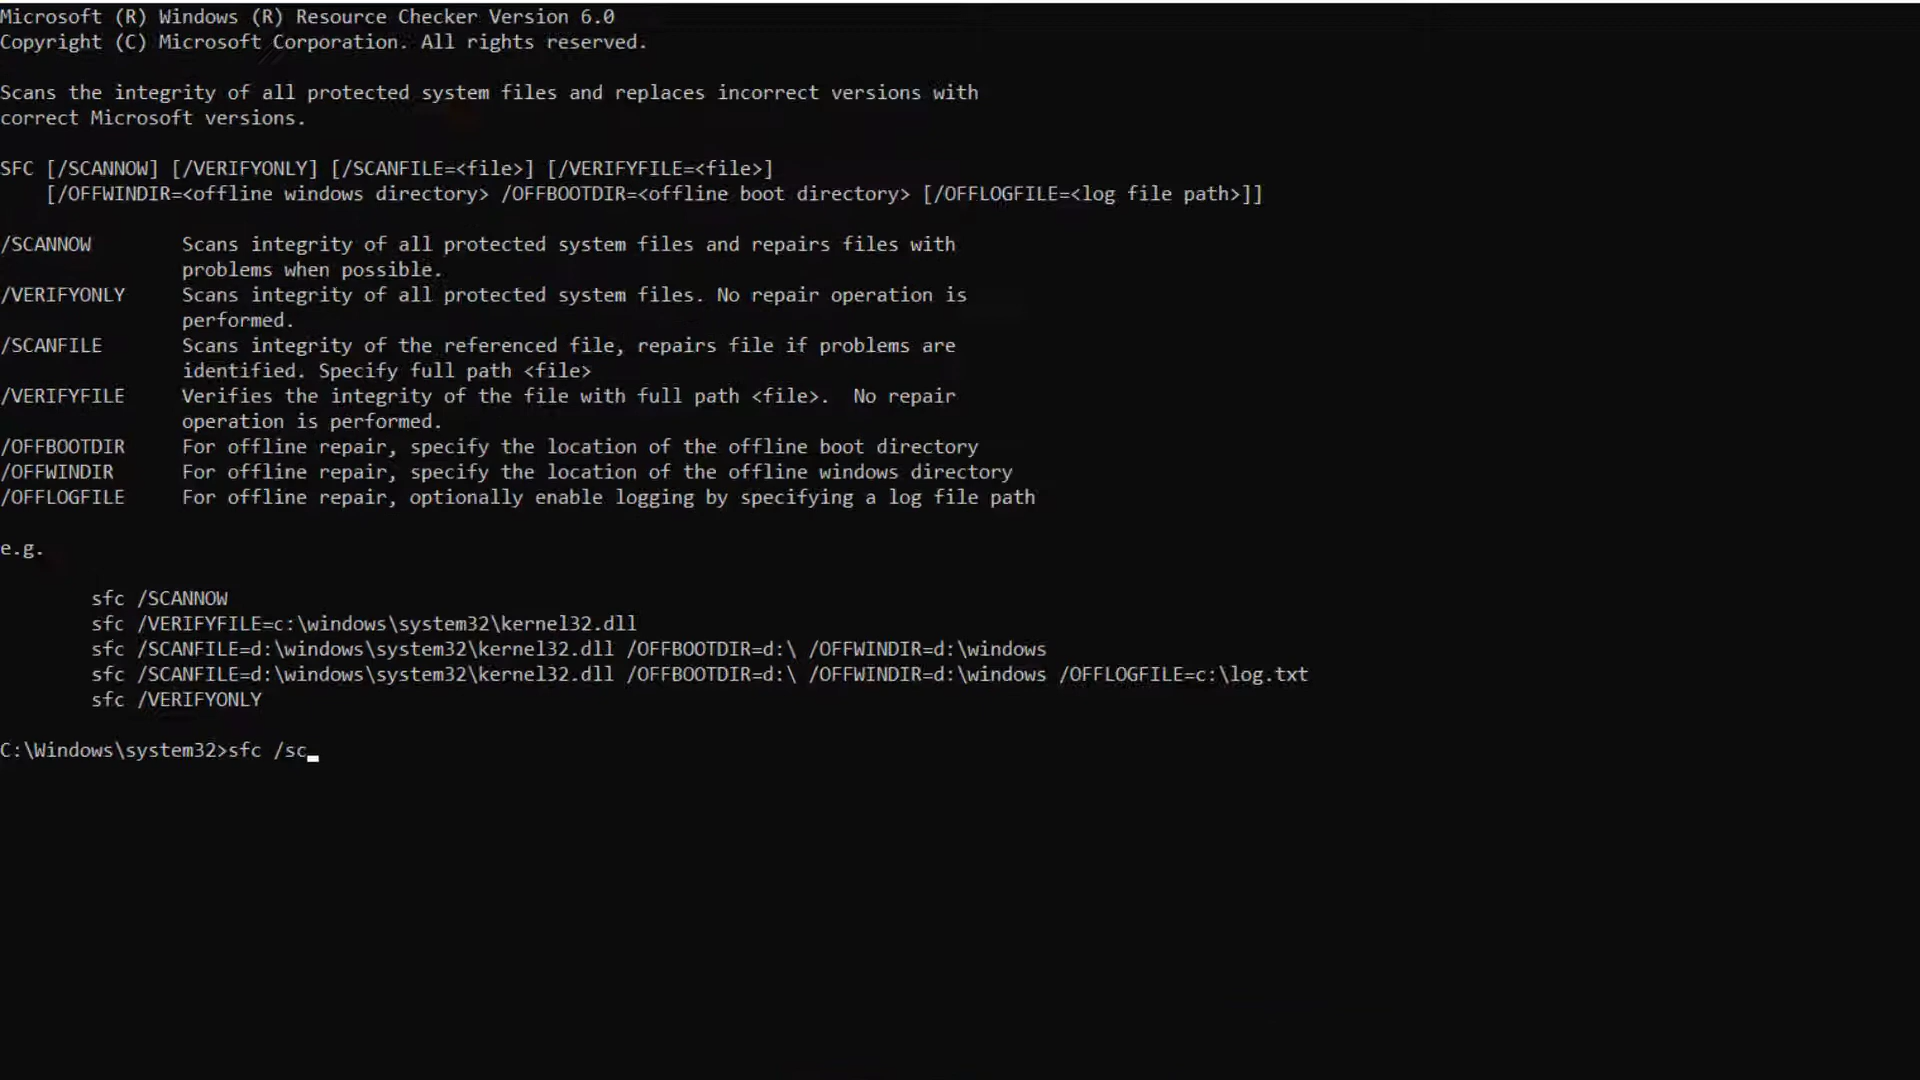 Microsoft (R) Windows (R) Resource Checker Version 6.0
Copyright (C) Microsoft Corporation. All rights reserved.
Scans the integrity of all protected system files and replaces incorrect versions with
correct Microsoft versions.
SFC [/SCANNOW] [/VERIFYONLY] [/SCANFILE=<file>] [/VERIFYFILE=<file>]
    [/OFFWINDIR=<offline windows directory> /OFFBOOTDIR=<offline boot directory> [/OFFLOGFILE=<log file path>]]
/SCANNOW        Scans integrity of all protected system files and repairs files with
                problems when possible.
/VERIFYONLY     Scans integrity of all protected system files. No repair operation is
                performed.
/SCANFILE       Scans integrity of the referenced file, repairs file if problems are
                identified. Specify full path <file>
/VERIFYFILE     Verifies the integrity of the file with full path <file>.  No repair
                operation is performed.
/OFFBOOTDIR     For offline repair, specify the location of the offline boot directory
/OFFWINDIR      For offline repair, specify the location of the offline windows directory
/OFFLOGFILE     For offline repair, optionally enable logging by specifying a log file path
e.g.
        sfc /SCANNOW
        sfc /VERIFYFILE=c:\windows\system32\kernel32.dll
        sfc /SCANFILE=d:\windows\system32\kernel32.dll /OFFBOOTDIR=d:\ /OFFWINDIR=d:\windows
        sfc /SCANFILE=d:\windows\system32\kernel32.dll /OFFBOOTDIR=d:\ /OFFWINDIR=d:\windows /OFFLOGFILE=c:\log.txt
        sfc /VERIFYONLY
C:\Windows\system32>sfc /sc